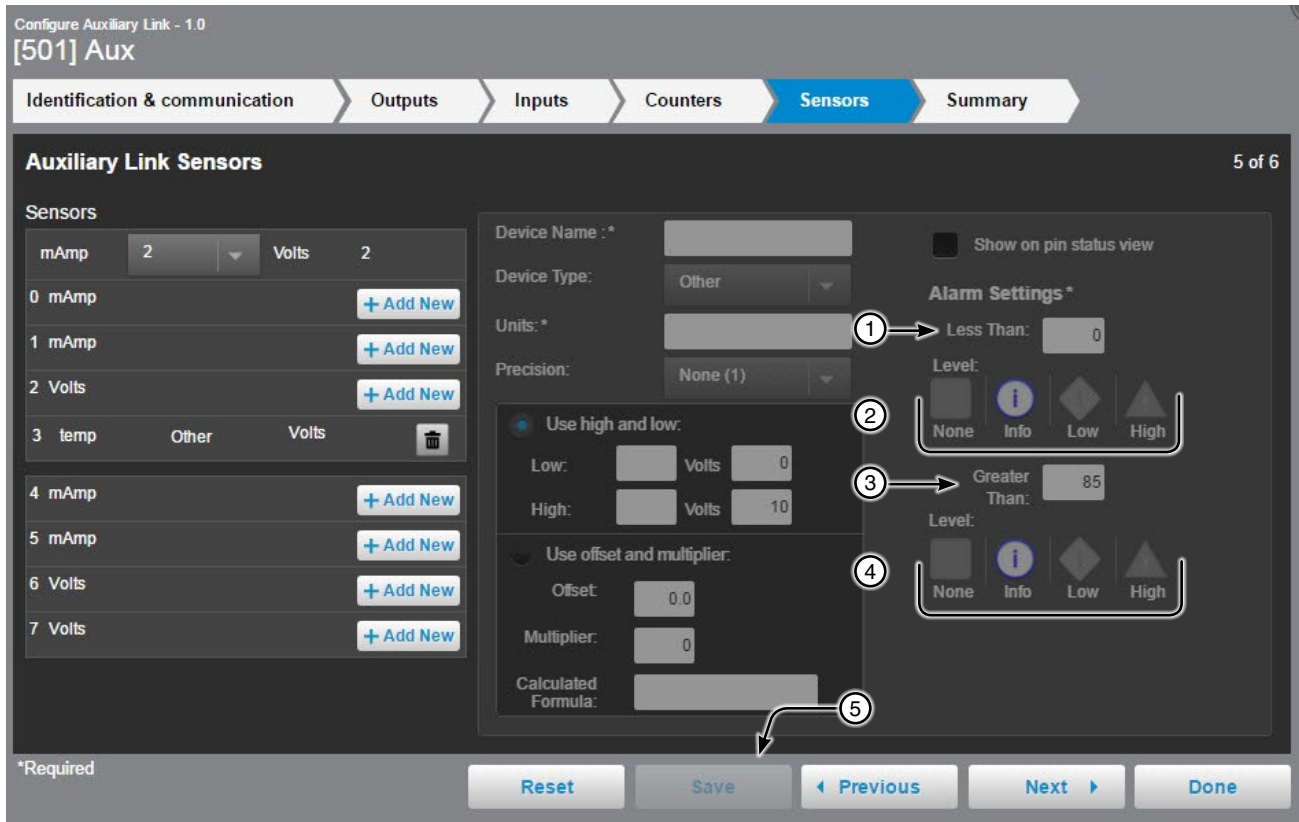 Configure Auxiliary Link - 1.0
[501] Aux
Identification & communication
Outputs
Inputs
Counters
Sensors
Summary
Auxiliary Link Sensors
5 of 6
Sensors
mAmp 2 Volts 2
0 mAmp + Add New
1 mAmp + Add New
2 Volts + Add New
3 temp Other Volts
4 mAmp + Add New
5 mAmp + Add New
6 Volts + Add New
7 Volts + Add New
Device Name :*
Device Type: Other
Units:*
Precision: None (1)
Use high and low:
Low: Volts 0
High: Volts 10
Use offset and multiplier:
Offset: 0.0
Multiplier: 0
Calculated
Formula:
Show on pin status view
Alarm Settings*
1
Less Than: 0
Level:
2
None Info Low High
3
Greater
Than: 85
Level:
4
None Info Low High
5
*Required
Reset
Save
Previous
Next
Done